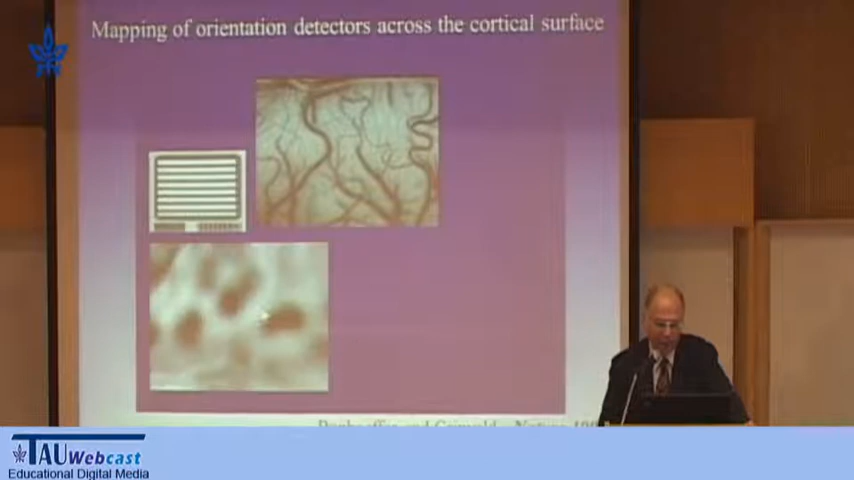 Mapping of orientation detectors across the cortical surface
TAUWebcast
Educational Digital Media